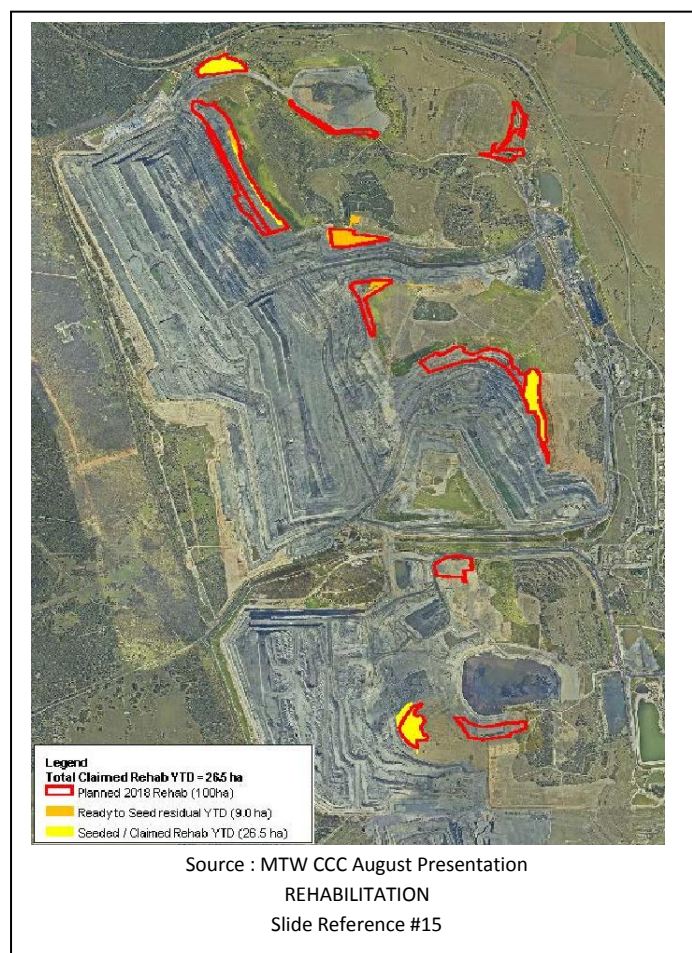 Legend
Total Claimed Rehab YTD = 26.5 ha
Planned 2018 Rehab (100ha)
Ready to Seed residual YTD (9.0 ha)
Seeded / Claimed Rehab YTD (26.5 ha)
Source : MTW CCC August Presentation
REHABILITATION
Slide Reference #15